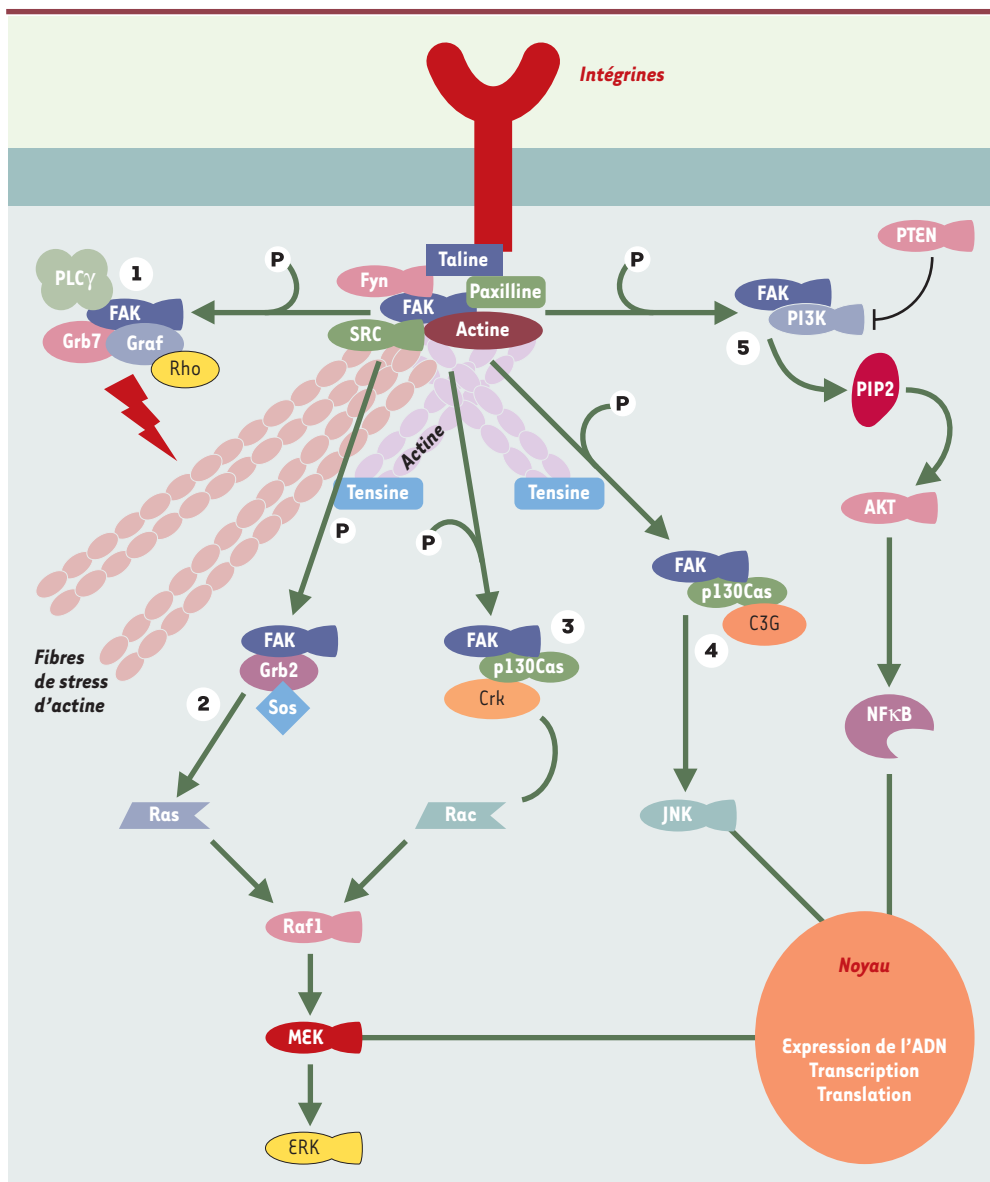 Intégrines
PTEN
Taline
PLCγ
1
P
P
Fyn
Paxilline
FAK
FAK
FAK
Grb7
Graf
SRC
Actine
PI3K
Rho
5
PIP2
P
Actine
Tensine
Tensine
AKT
P
P
FAK
p130Cas
C3G
4
FAK
Grb2
Sos
2
FAK
3
p130Cas
Crk
Fibres
de stress
d’actine
NFκB
Ras
Rac
JNK
Raf1
Noyau
MEK
Expression de l’ADN
Transcription
Translation
ERK